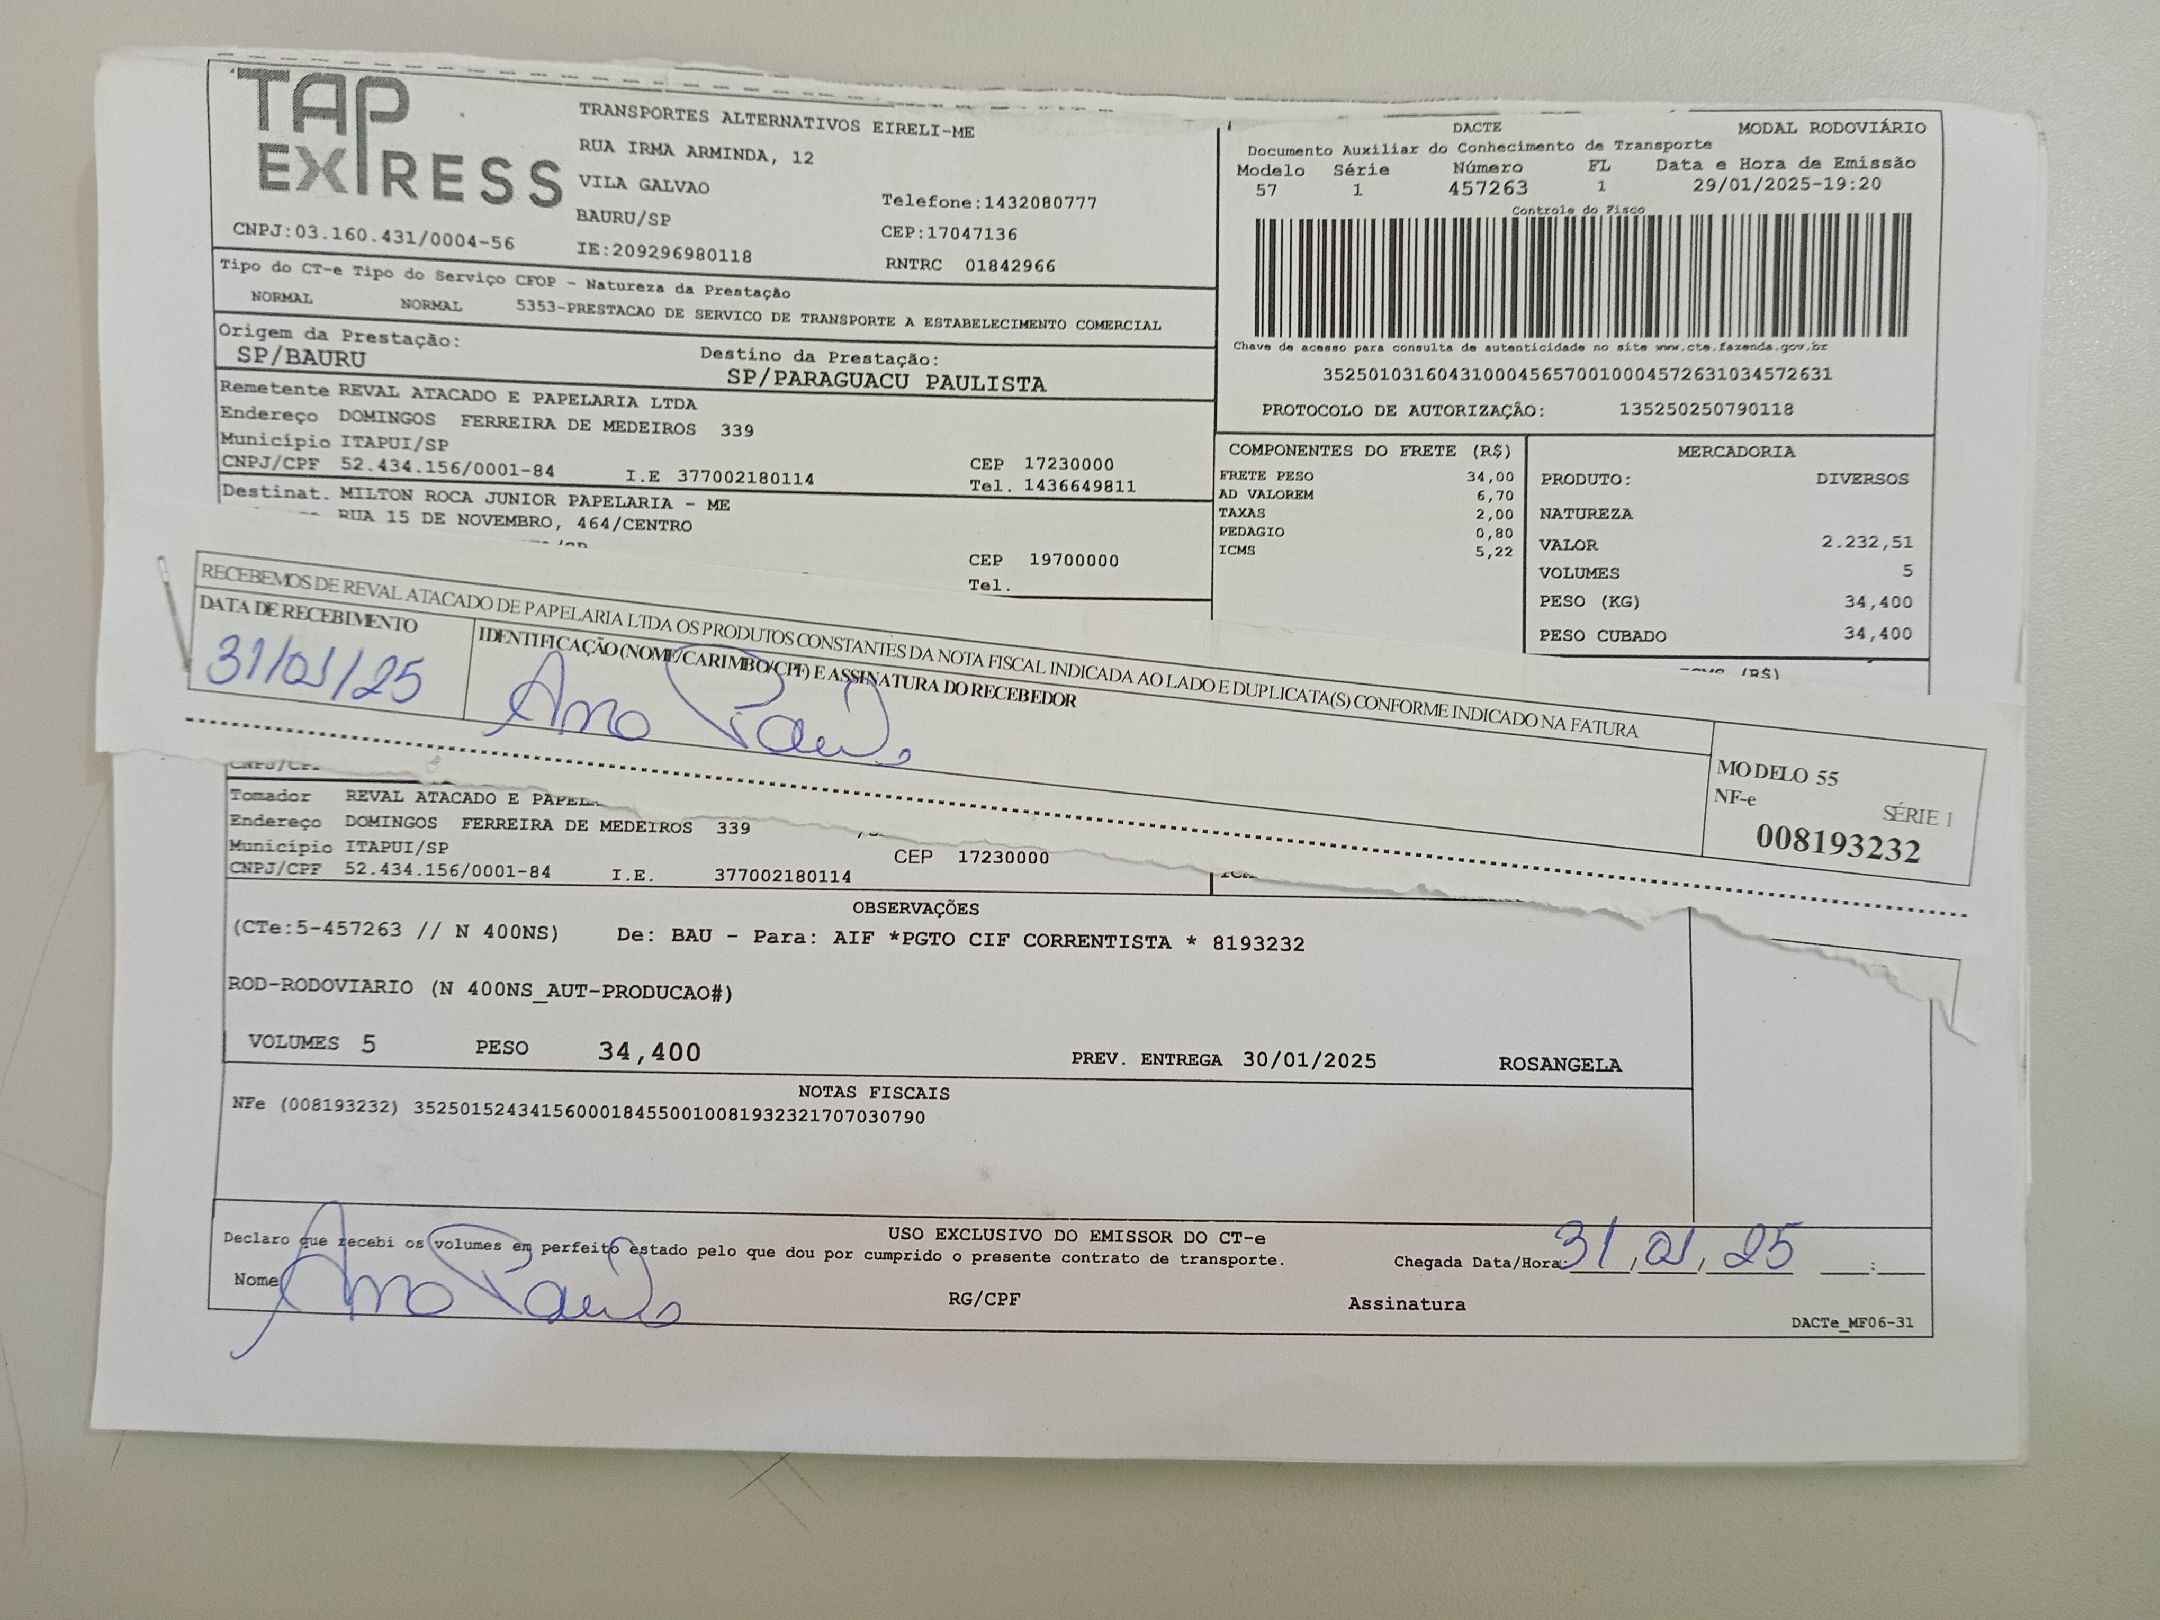 TAP
EXPRESS
TRANSPORTES ALTERNATIVOS EIRELI-ME
RUA IRMA ARMINDA, 12
VILA GALVAO
BAURU/SP
Telefone:1432080777
CEP:17047136
CNPJ:03.160.431/0004-56
IE:209296980118
RNTRC 01842966
DACTE MODAL RODOVIÁRIO
Documento Auxiliar do Conhecimento de Transporte
Modelo Série Número FL Data e Hora de Emissão
57 1 457263 1 29/01/2025-19:20
Controle do Fisco
Chave de acesso para consulta de autenticidade no site www.cte.fazenda.gov.br
35250103160431000456570010004572631034572631
PROTOCOLO DE AUTORIZAÇÃO: 135250250790118
Tipo do CT-e Tipo do Serviço CFOP - Natureza da Prestação
NORMAL NORMAL 5353-PRESTACAO DE SERVICO DE TRANSPORTE A ESTABELECIMENTO COMERCIAL
Origem da Prestação: Destino da Prestação:
SP/BAURU SP/PARAGUACU PAULISTA
Remetente REVAL ATACADO E PAPELARIA LTDA
Endereço DOMINGOS FERREIRA DE MEDEIROS 339
Município ITAPUI/SP
CEP 17230000
CNPJ/CPF 52.434.156/0001-84 I.E 377002180114 Tel. 1436649811
Destinat. MILTON ROCA JUNIOR PAPELARIA - ME
RUA 15 DE NOVEMBRO, 464/CENTRO
CEP 19700000
Tel.
COMPONENTES DO FRETE (R$)
FRETE PESO 34,00
AD VALOREM 6,70
TAXAS 2,00
PEDAGIO 0,80
ICMS 5,22
MERCADORIA
PRODUTO: DIVERSOS
NATUREZA
VALOR 2.232,51
VOLUMES 5
PESO (KG) 34,400
PESO CUBADO 34,400
(R$)
RECEBEMOS DE REVAL ATACADO DE PAPELARIA LTDA OS PRODUTOS CONSTANTES DA NOTA FISCAL INDICADA AO LADO E DUPLICATA(S) CONFORME INDICADO NA FATURA
DATA DE RECEBIMENTO
31/01/25
IDENTIFICAÇÃO (NOME/CARIMBO/CPF) E ASSINATURA DO RECEBEDOR
Ana Paula
MODELO 55
NF-e SÉRIE 1
008193232
Tomador REVAL ATACADO E
Endereço DOMINGOS FERREIRA DE MEDEIROS 339
Município ITAPUI/SP
CEP 17230000
CNPJ/CPF 52.434.156/0001-84 I.E. 377002180114
OBSERVAÇÕES
(CTe:5-457263 // N 400NS) De: BAU - Para: AIF *PGTO CIF CORRENTISTA * 8193232
ROD-RODOVIARIO (N 400NS_AUT-PRODUCAO#)
VOLUMES 5 PESO 34,400 PREV. ENTREGA 30/01/2025 ROSANGELA
NOTAS FISCAIS
NFe (008193232) 35250152434156000184550010081932321707030790
USO EXCLUSIVO DO EMISSOR DO CT-e
Declaro que recebi os volumes em perfeito estado pelo que dou por cumprido o presente contrato de transporte.
Chegada Data/Hora: 31, 01, 25 :
Nome Ana Paula RG/CPF Assinatura
DACTe_MF06-31